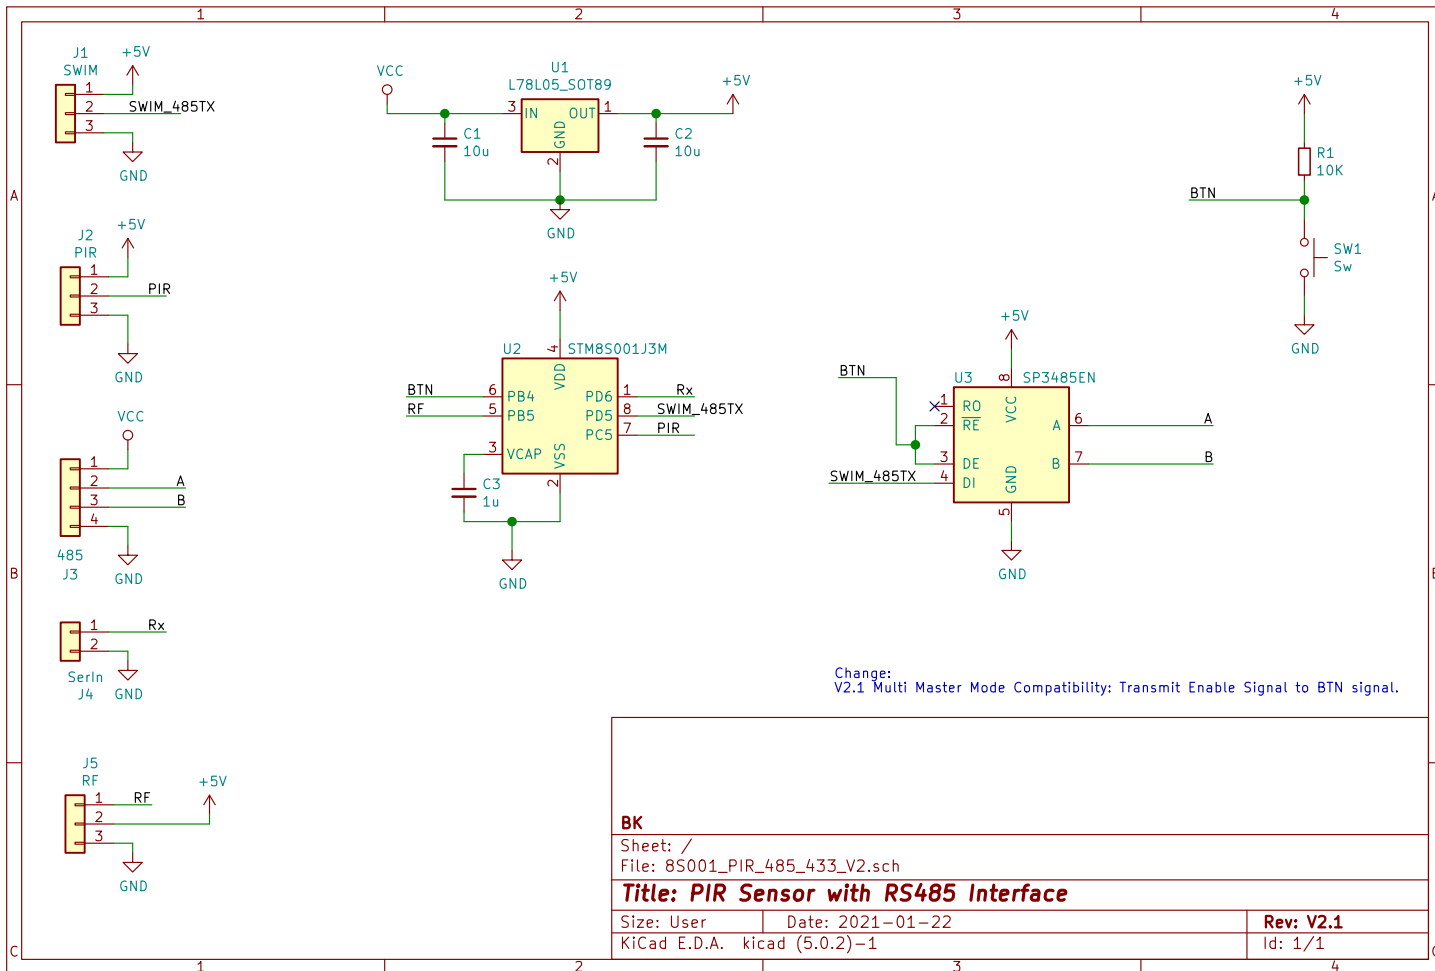 1 2 3 4
J1
SWIM
+5V
1
2 SWIM_485TX
3
GND
VCC
U1
L78L05_SOT89
3 IN OUT 1
GND
2
C1
10u
C2
10u
+5V
GND
+5V
R1
10K
BTN
SW1
Sw
GND
A
J2
PIR
+5V
1
2 PIR
3
GND
+5V
U2 STM8S001J3M
4
VDD
BTN 6 PB4 PD6 1 Rx
RF 5 PB5 PD5 8 SWIM_485TX
PC5 7 PIR
3 VCAP
VSS
2
C3
1u
GND
+5V
BTN
U3 SP3485EN
8
VCC
1 RO
2 RE A 6 A
3 DE B 7 B
SWIM_485TX 4 DI
GND
5
GND
VCC
1
2 A
3 B
4
485
J3
GND
B
1 Rx
2
SerIn
J4
GND
Change:
V2.1 Multi Master Mode Compatibility: Transmit Enable Signal to BTN signal.
J5
RF
+5V
1 RF
2
3
GND
BK
Sheet: /
File: 8S001_PIR_485_433_V2.sch
Title: PIR Sensor with RS485 Interface
Size: User Date: 2021-01-22 Rev: V2.1
KiCad E.D.A. kicad (5.0.2)-1 Id: 1/1
C
1 2 3 4